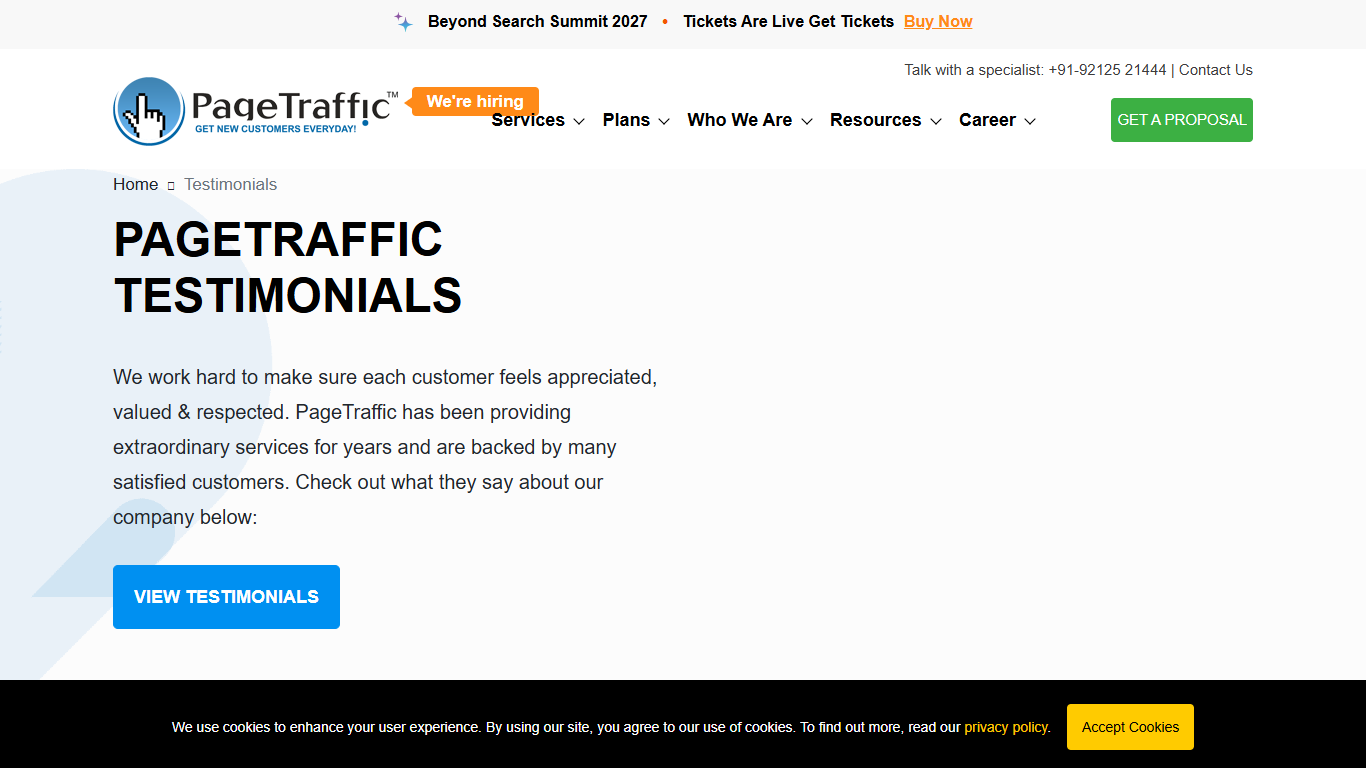 Beyond Search Summit 2027 • Tickets Are Live Get Tickets Buy Now
Talk with a specialist: +91-92125 21444 | Contact Us
PageTraffic™
GET NEW CUSTOMERS EVERYDAY!
We're hiring
Services Plans Who We Are Resources Career
GET A PROPOSAL
Home Testimonials
PAGETRAFFIC
TESTIMONIALS
We work hard to make sure each customer feels appreciated,
valued & respected. PageTraffic has been providing
extraordinary services for years and are backed by many
satisfied customers. Check out what they say about our
company below:
VIEW TESTIMONIALS
We use cookies to enhance your user experience. By using our site, you agree to our use of cookies. To find out more, read our privacy policy.
Accept Cookies